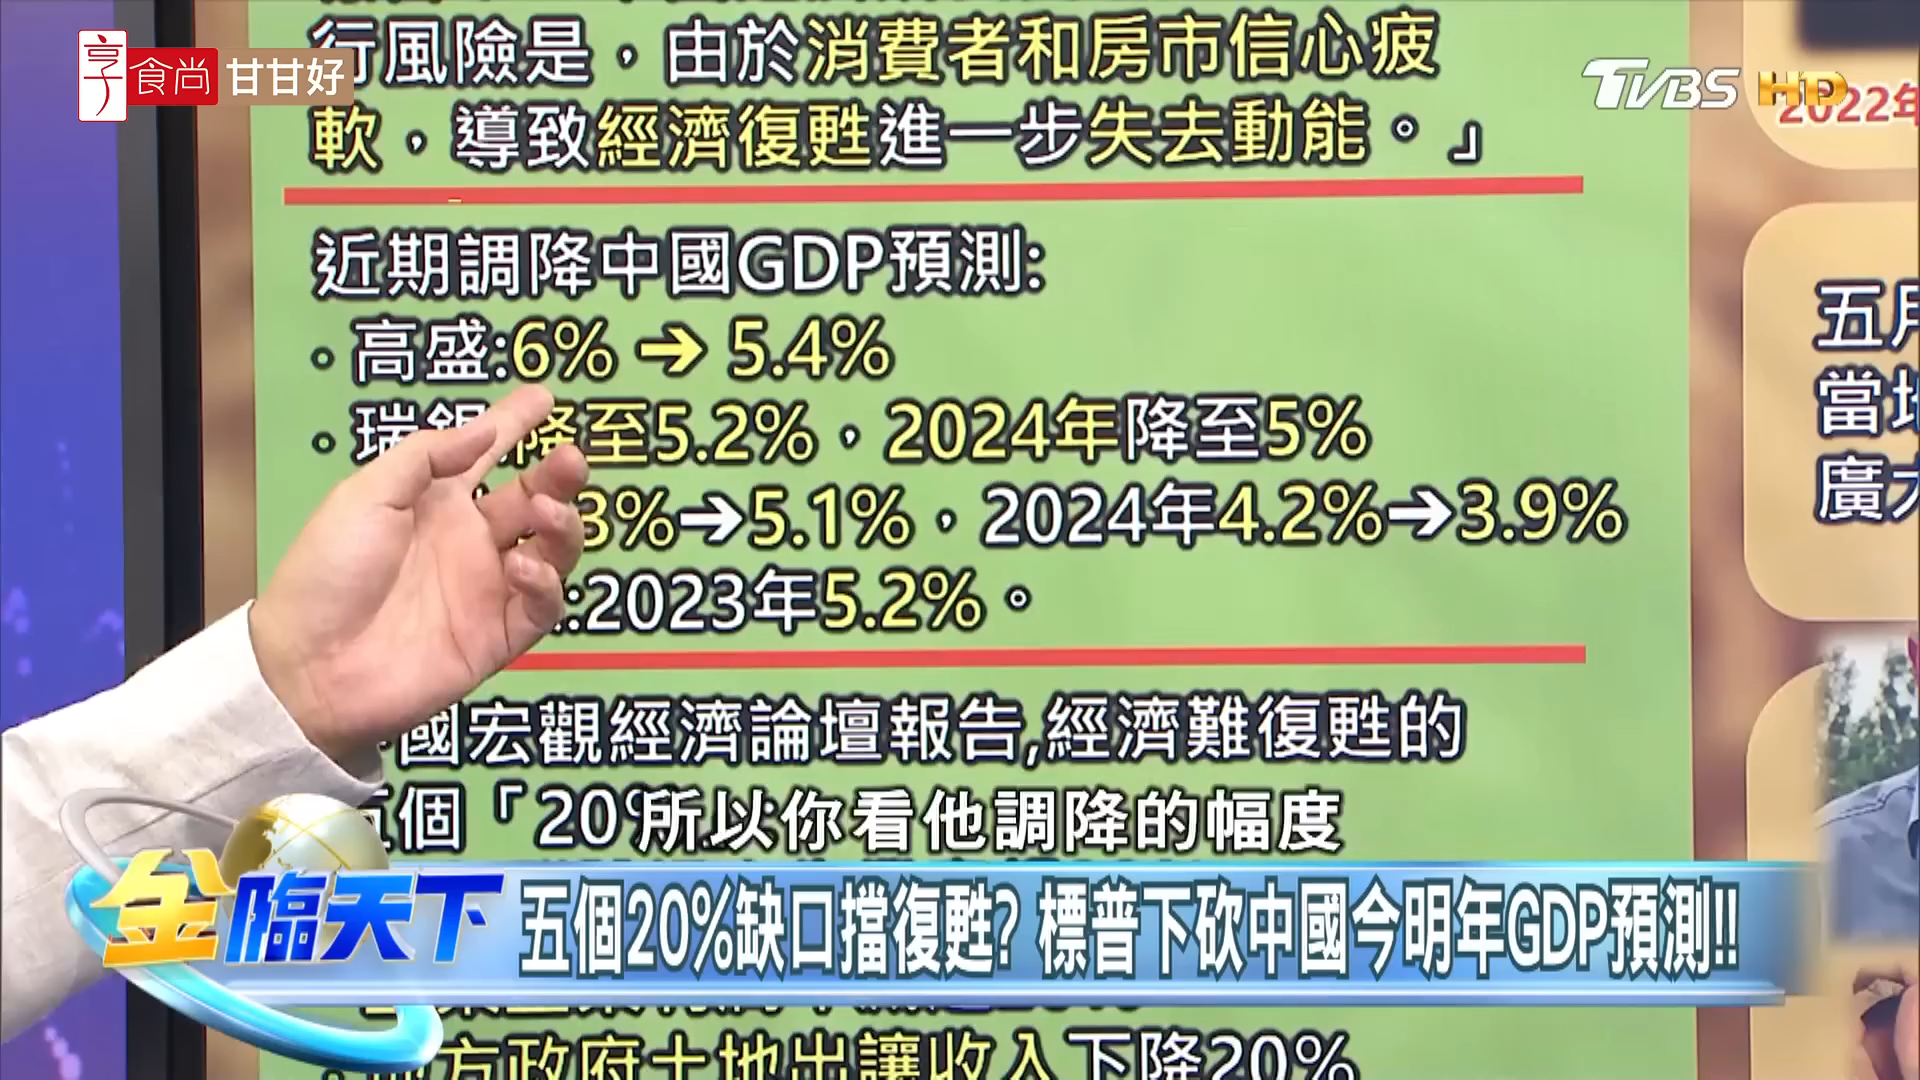 享 食尚 甘甘好
TVBS HD
行風險是，由於消費者和房市信心疲
軟，導致經濟復甦進一步失去動能。」
近期調降中國GDP預測:
• 高盛:6% ➔ 5.4%
• 瑞銀 降至5.2%，2024年降至5%
3%➔5.1%，2024年4.2%➔3.9%
:2023年5.2%。
國宏觀經濟論壇報告,經濟難復甦的
個「20%
所以你看他調降的幅度
金臨天下
五個20%缺口擋復甦? 標普下砍中國今明年GDP預測!!
方政府土地出讓收入下降20%
2022年
五月
當地
廣大